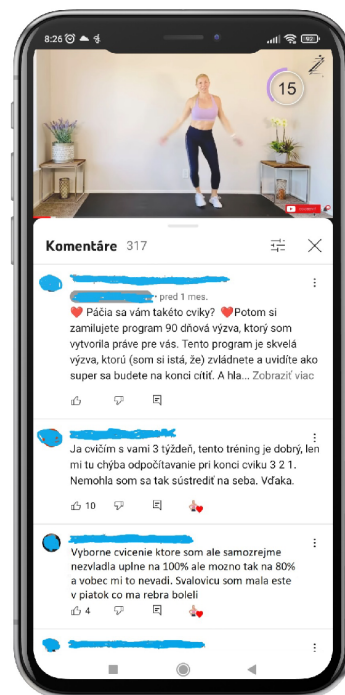 8:26
15
Komentáre 317
pred 1 mes.
❤️ Páčia sa vám takéto cviky? ❤️Potom si
zamilujete program 90 dňová výzva, ktorý som
vytvorila práve pre vás. Tento program je skvelá
výzva, ktorú (som si istá, že) zvládnete a uvidíte ako
super sa budete na konci cítiť. A hla... Zobraziť viac
Ja cvičím s vami 3 týždeň, tento tréning je dobrý, len
mi tu chýba odpočítavanie pri konci cviku 3 2 1.
Nemohla som sa tak sústrediť na seba. Vďaka.
10
Vyborne cvicenie ktore som ale samozrejme
nezvladla uplne na 100% ale mozno tak na 80%
a vobec mi to nevadi. Svalovicu som mala este
v piatok co ma rebra boleli
4